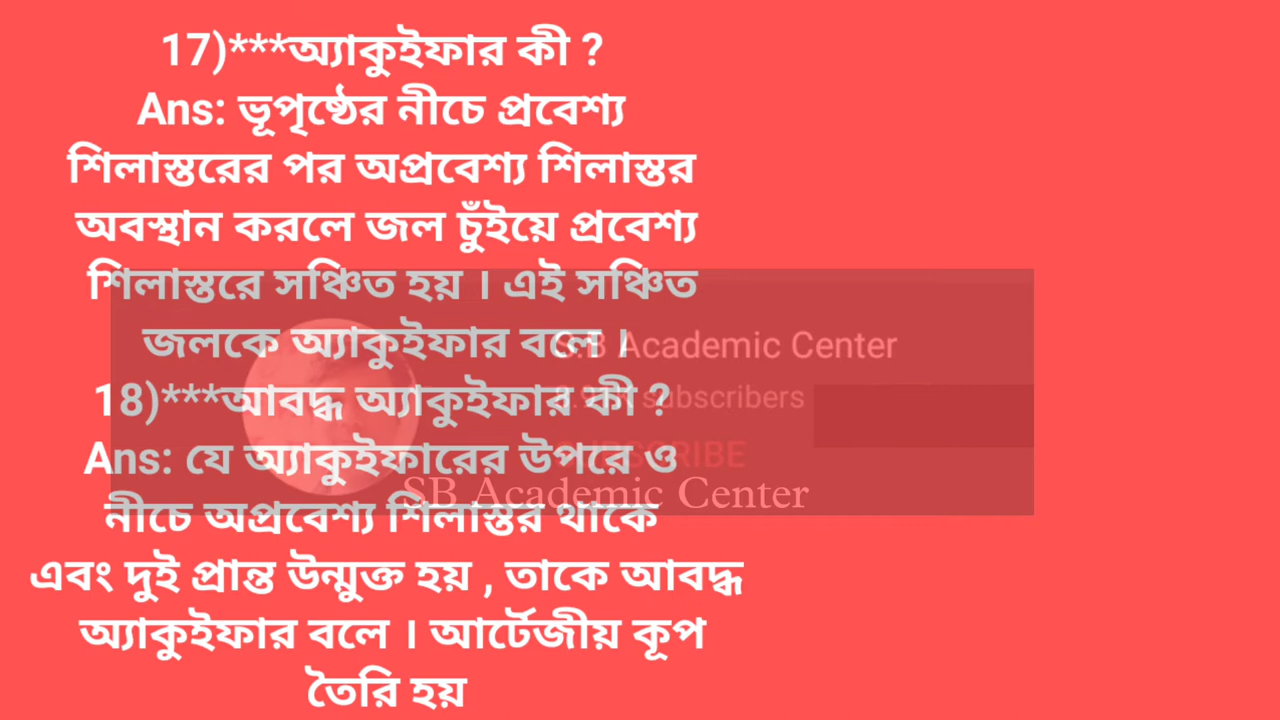 17)***অ্যাকুইফার কী ?
Ans: ভূপৃষ্ঠের নীচে প্রবেশ্য
শিলাস্তরের পর অপ্রবেশ্য শিলাস্তর
অবস্থান করলে জল চুঁইয়ে প্রবেশ্য
শিলাস্তরে সঞ্চিত হয় । এই সঞ্চিত
জলকে অ্যাকুইফার বলে ।
S.B Academic Center
subscribers
18)***আবদ্ধ অ্যাকুইফার কী ?
Ans: যে অ্যাকুইফারের উপরে ও
SUBSCRIBE
SB Academic Center
নীচে অপ্রবেশ্য শিলাস্তর থাকে
এবং দুই প্রান্ত উন্মুক্ত হয় , তাকে আবদ্ধ
অ্যাকুইফার বলে । আর্টেজীয় কূপ
তৈরি হয়